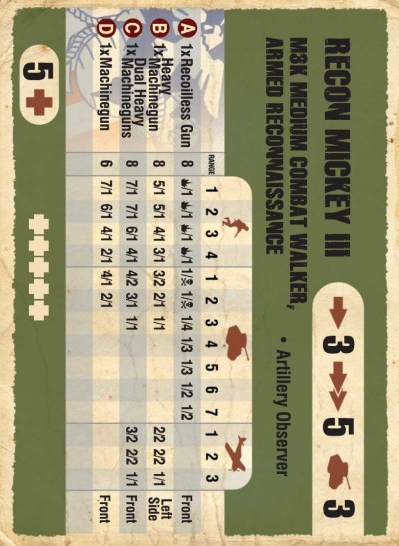 RECON MICKEY III
M3K MEDIUM COMBAT WALKER,
ARMED RECONNAISSANCE
3 5 3
• Artillery Observer
RANGE 1 2 3 4 1 2 3 4 5 6 7 1 2 3
A 1x Recoilless Gun 8 /1 /1 /1 /1 1/ 1/ 1/4 1/3 1/3 1/2 1/2 Front
B 1x Heavy Machinegun 8 5/1 5/1 4/1 3/1 3/2 2/1 1/1 2/2 2/2 1/1 Left Side
C 1x Dual Heavy Machineguns 8 7/1 7/1 6/1 4/1 4/2 3/1 1/1 3/2 2/2 1/1 Front
D 1x Machinegun 6 7/1 6/1 4/1 2/1 4/1 2/1 Front
5